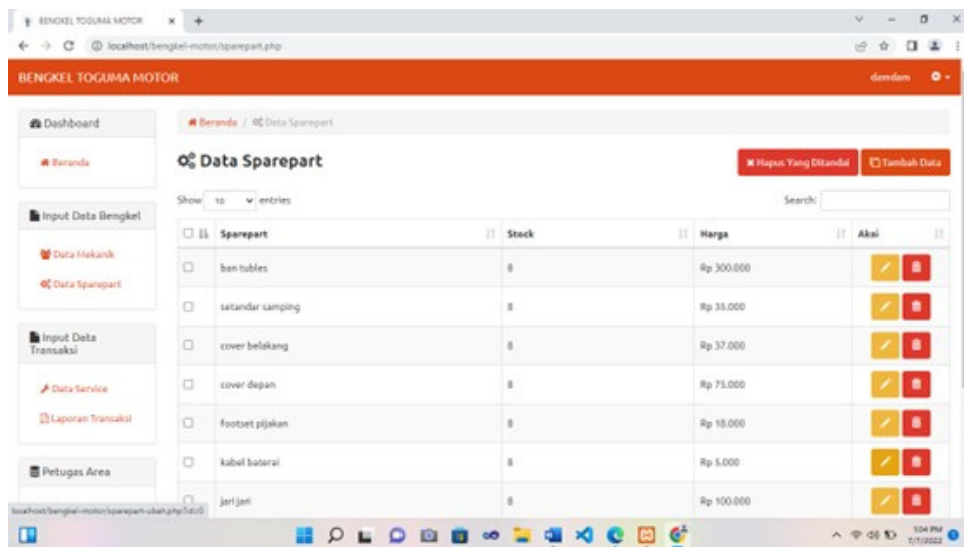 BENGKEL TOGUMA MOTOR
localhost/bengkel-motor/sparepart.php
BENGKEL TOGUMA MOTOR
damdam
Dashboard
Beranda
Input Data Bengkel
Data Mekanik
Data Sparepart
Input Data
Transaksi
Data Service
Laporan Transaksi
Petugas Area
Beranda / Data Sparepart
Data Sparepart
Hapus Yang Ditandai
Tambah Data
Show 10 entries
Search:
Sparepart Stock Harga Aksi
ban tubles 8 Rp 300.000
setandar samping 8 Rp 35.000
cover belakang 8 Rp 37.000
cover depan 8 Rp 75.000
footset pijakan 8 Rp 18.000
kabel baterai 8 Rp 5.000
jari jari 8 Rp 100.000
1:04 PM
7/7/2022